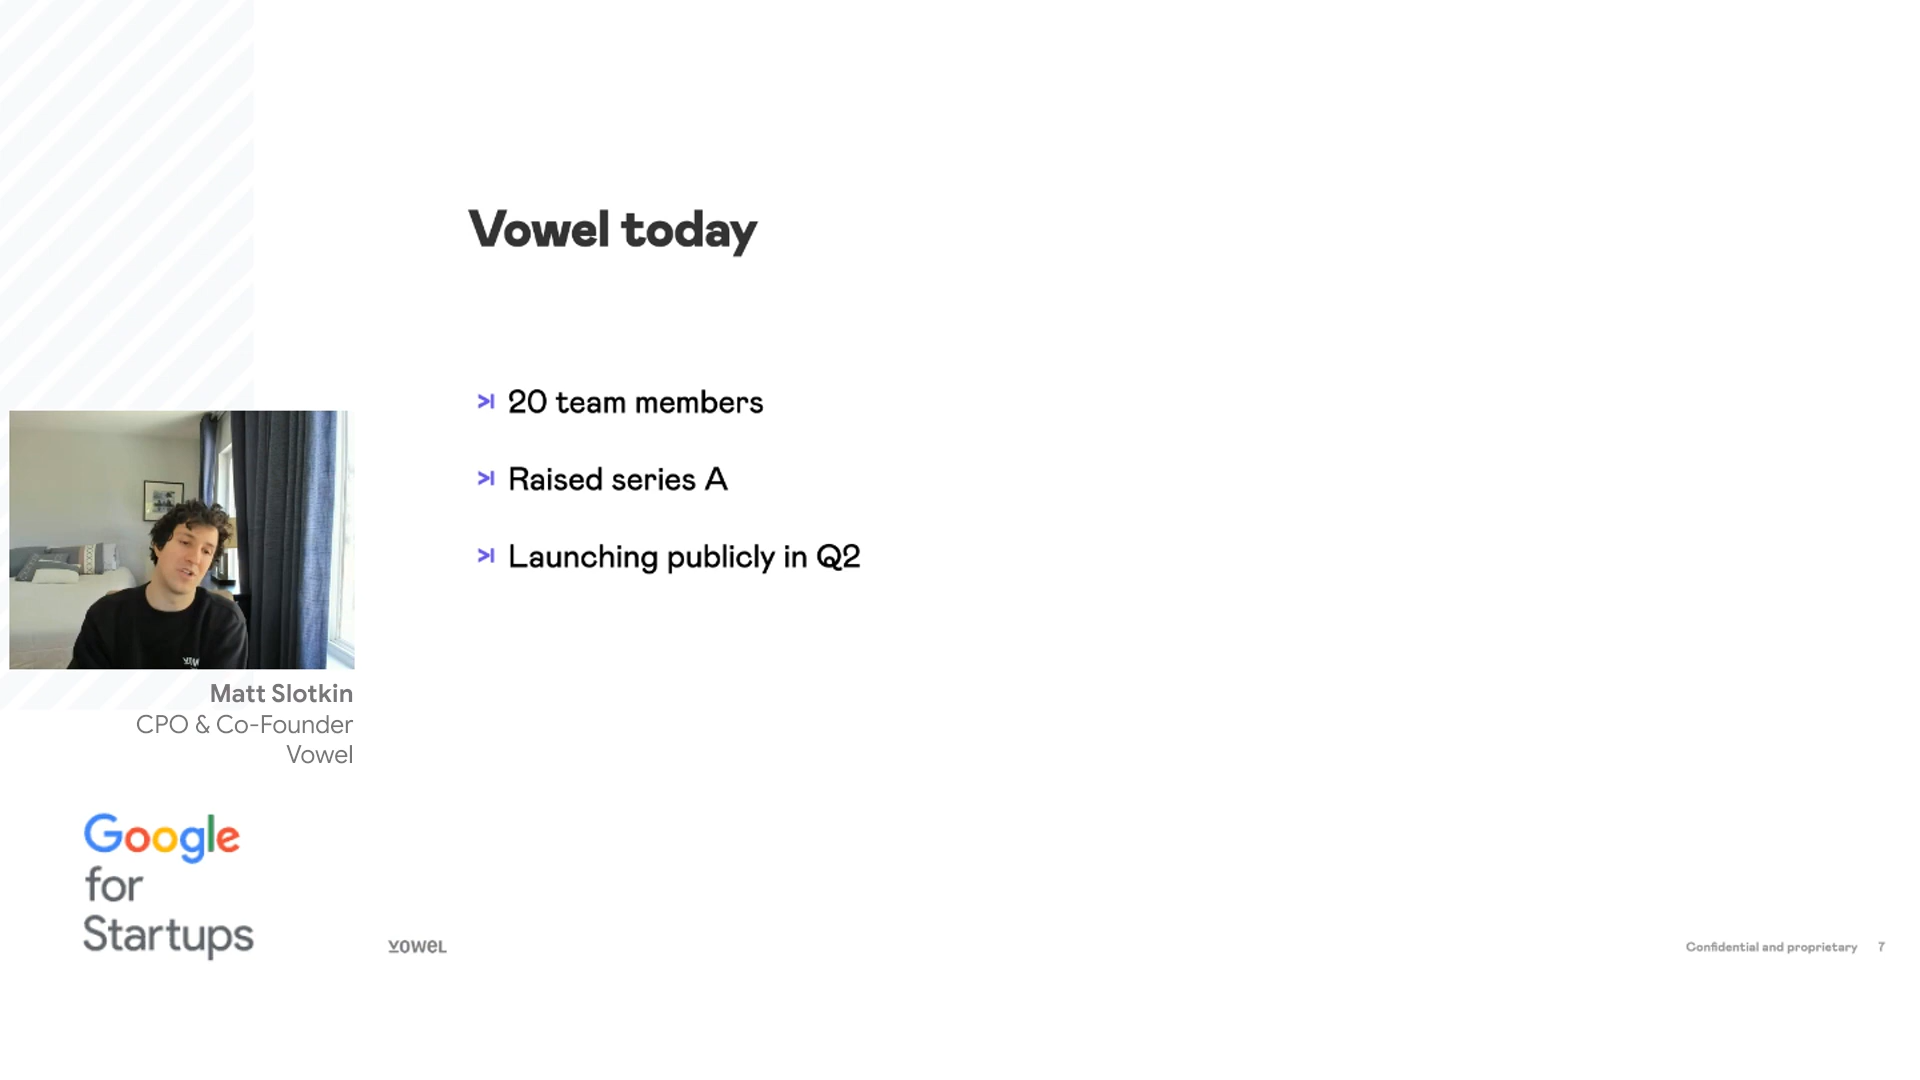 Vowel today
20 team members
Raised series A
Launching publicly in Q2
Matt Slotkin
CPO & Co-Founder
Vowel
Google
for
Startups
VOWEL
Confidential and proprietary 7